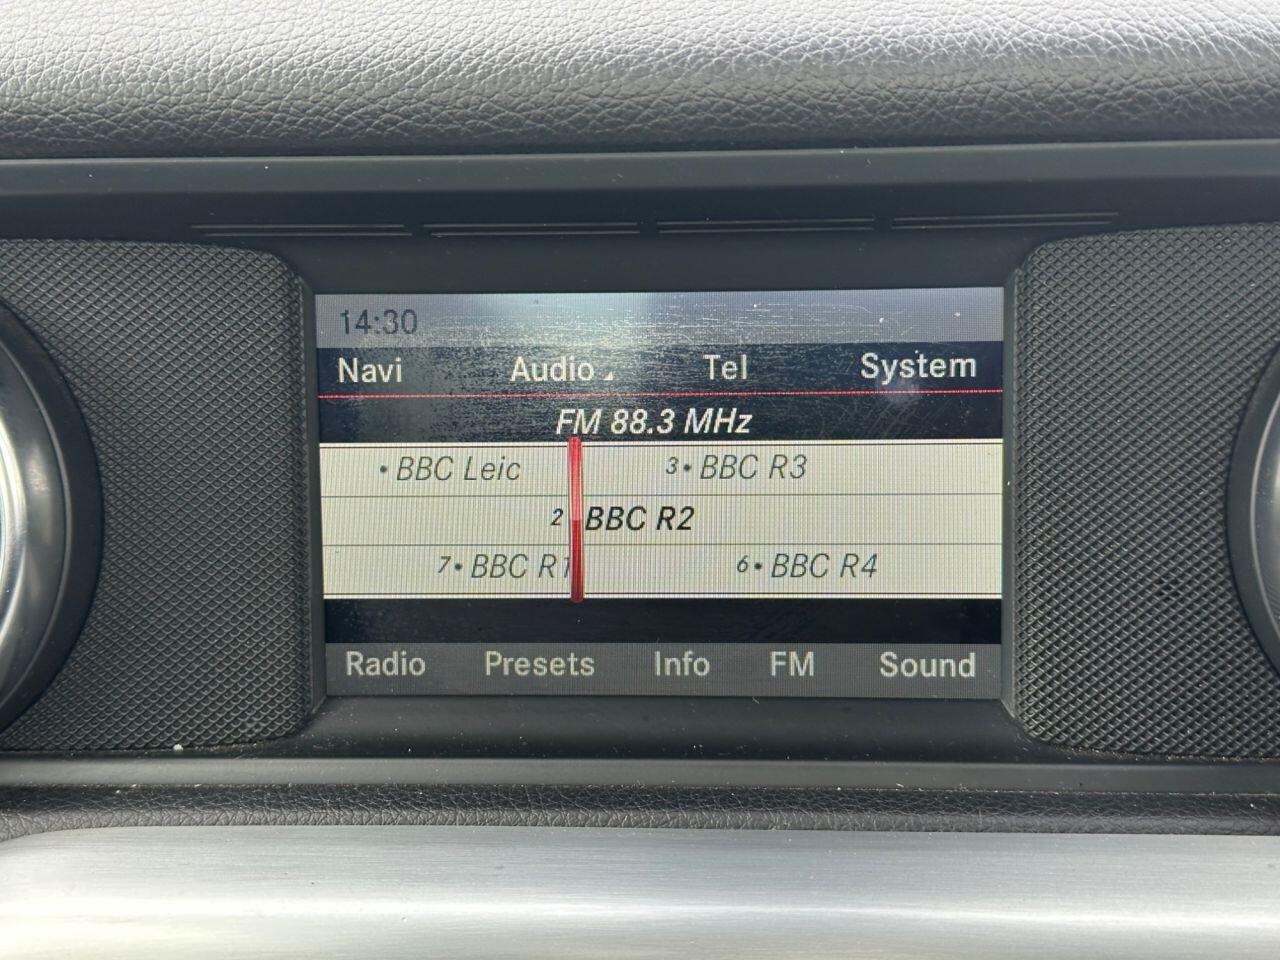 14:30
Navi Audio Tel System
FM 88.3 MHz
• BBC Leic 3• BBC R3
2 BBC R2
7• BBC R1 6• BBC R4
Radio Presets Info FM Sound